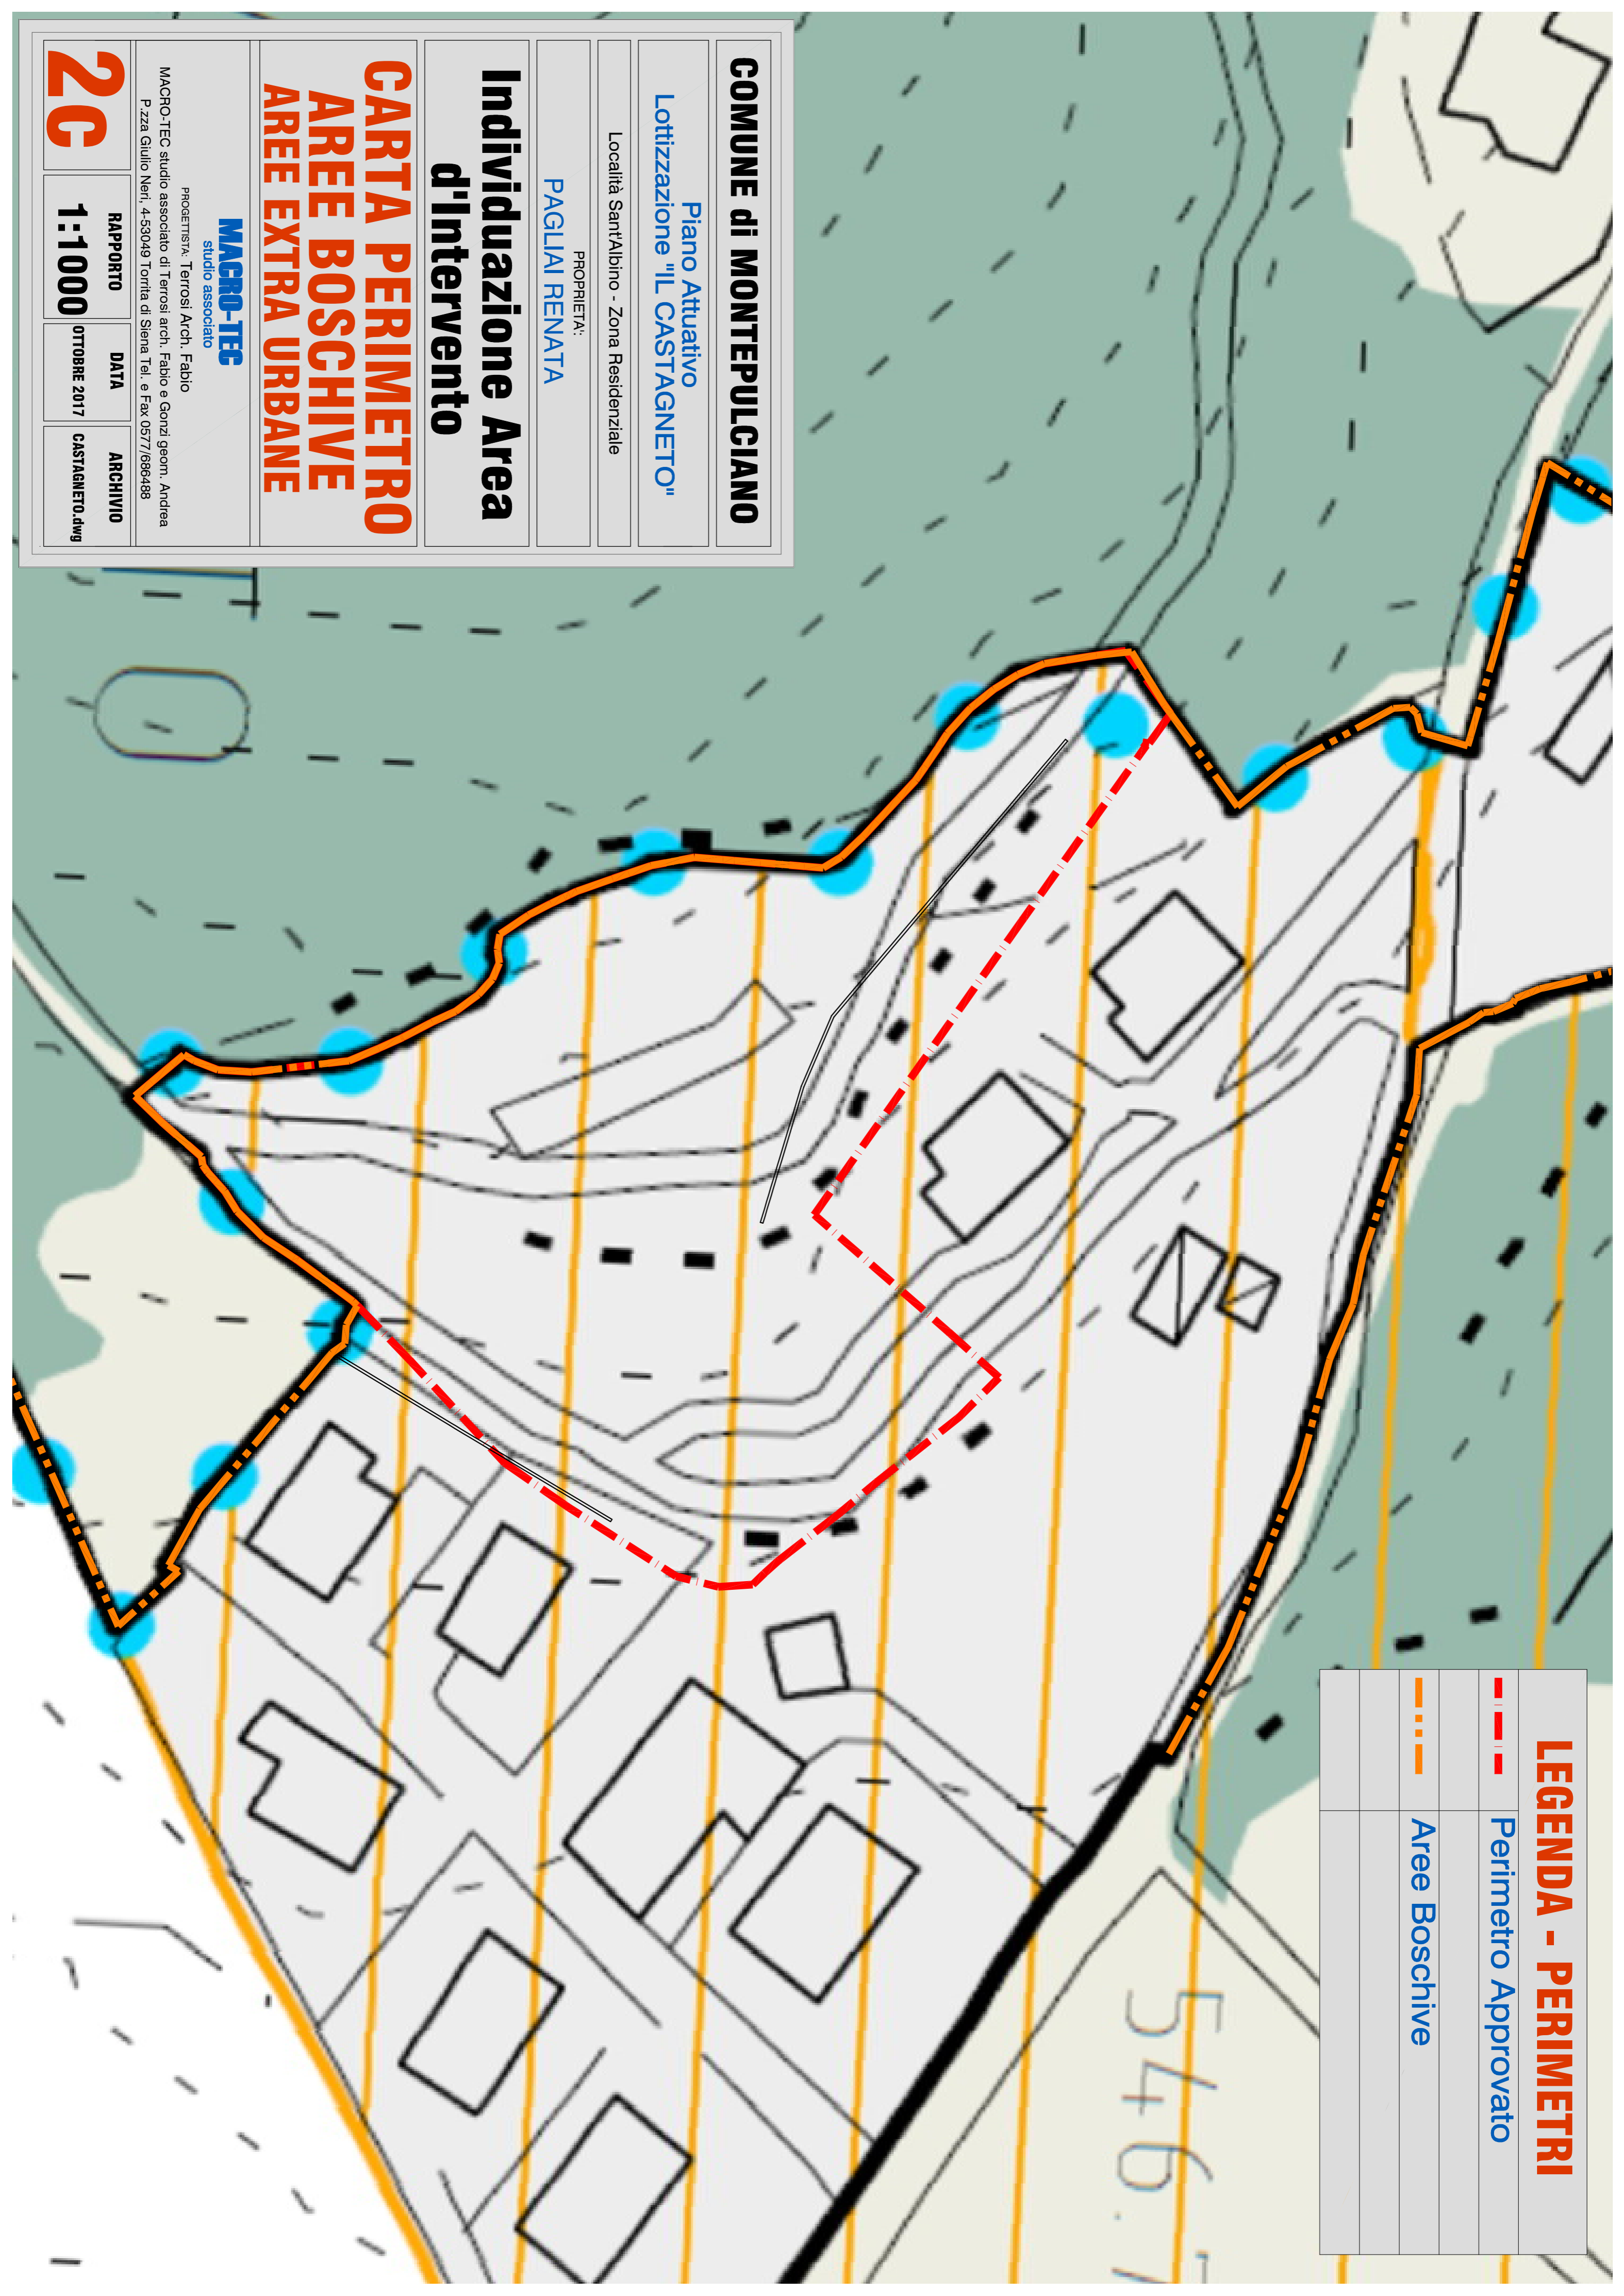 COMUNE di MONTEPULCIANO
Piano Attuativo
Lottizzazione "IL CASTAGNETO"
Località Sant'Albino - Zona Residenziale
PROPRIETA':
PAGLIAI RENATA
Individuazione Area
d'Intervento
CARTA PERIMETRO
AREE BOSCHIVE
AREE EXTRA URBANE
MACRO-TEC
studio associato
PROGETTISTA: Terrosi Arch. Fabio
MACRO-TEC studio associato di Terrosi arch. Fabio e Gonzi geom. Andrea
P.zza Giulio Neri, 4-53049 Torrita di Siena Tel. e Fax 0577/686488
2c
RAPPORTO
1:1000
DATA
OTTOBRE 2017
ARCHIVIO
CASTAGNETO.dwg
LEGENDA - PERIMETRI
Perimetro Approvato
Aree Boschive